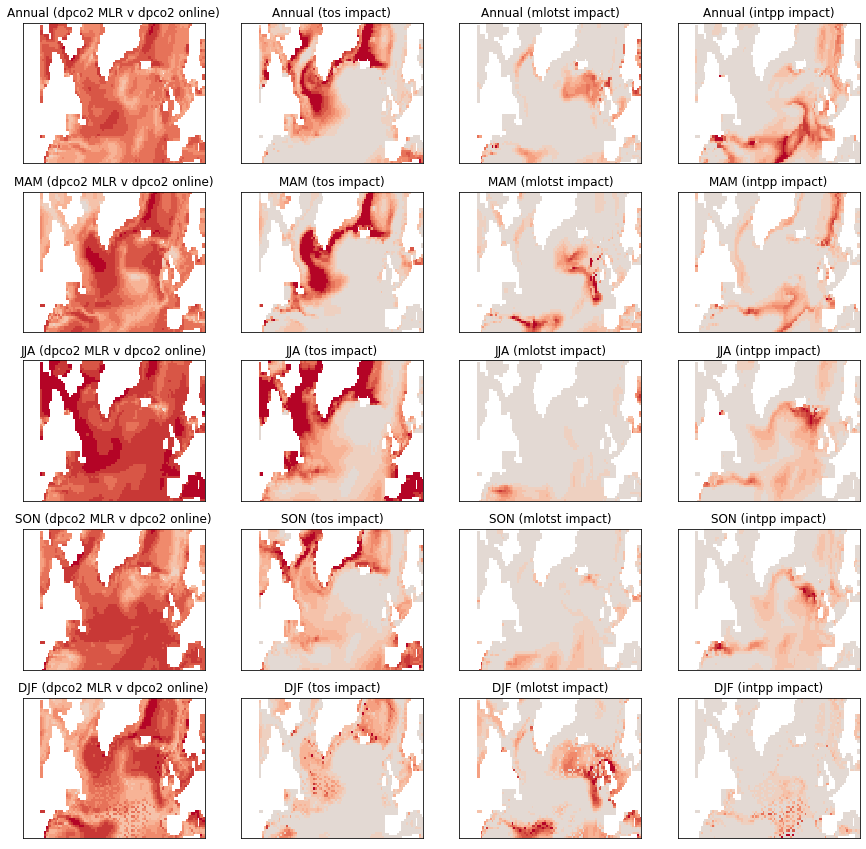 Annual (dpco2 MLR v dpco2 online)
Annual (tos impact)
Annual (mlotst impact)
Annual (intpp impact)
MAM (dpco2 MLR v dpco2 online)
MAM (tos impact)
MAM (mlotst impact)
MAM (intpp impact)
JJA (dpco2 MLR v dpco2 online)
JJA (tos impact)
JJA (mlotst impact)
JJA (intpp impact)
SON (dpco2 MLR v dpco2 online)
SON (tos impact)
SON (mlotst impact)
SON (intpp impact)
DJF (dpco2 MLR v dpco2 online)
DJF (tos impact)
DJF (mlotst impact)
DJF (intpp impact)